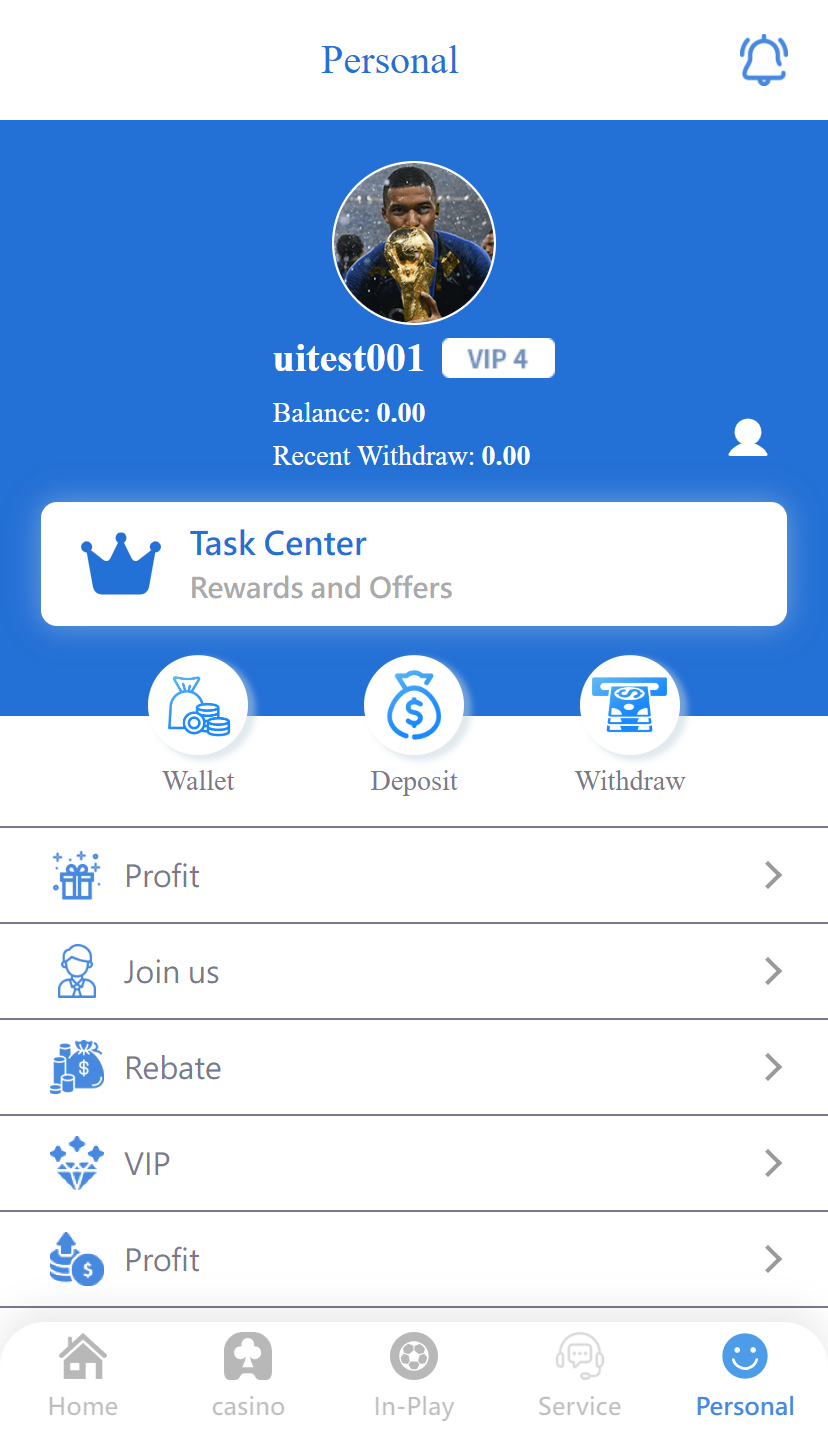 Personal
uitest001 VIP 4
Balance: 0.00
Recent Withdraw: 0.00
Task Center
Rewards and Offers
Wallet Deposit Withdraw
Profit
Join us
Rebate
VIP
Profit
Home casino In-Play Service Personal